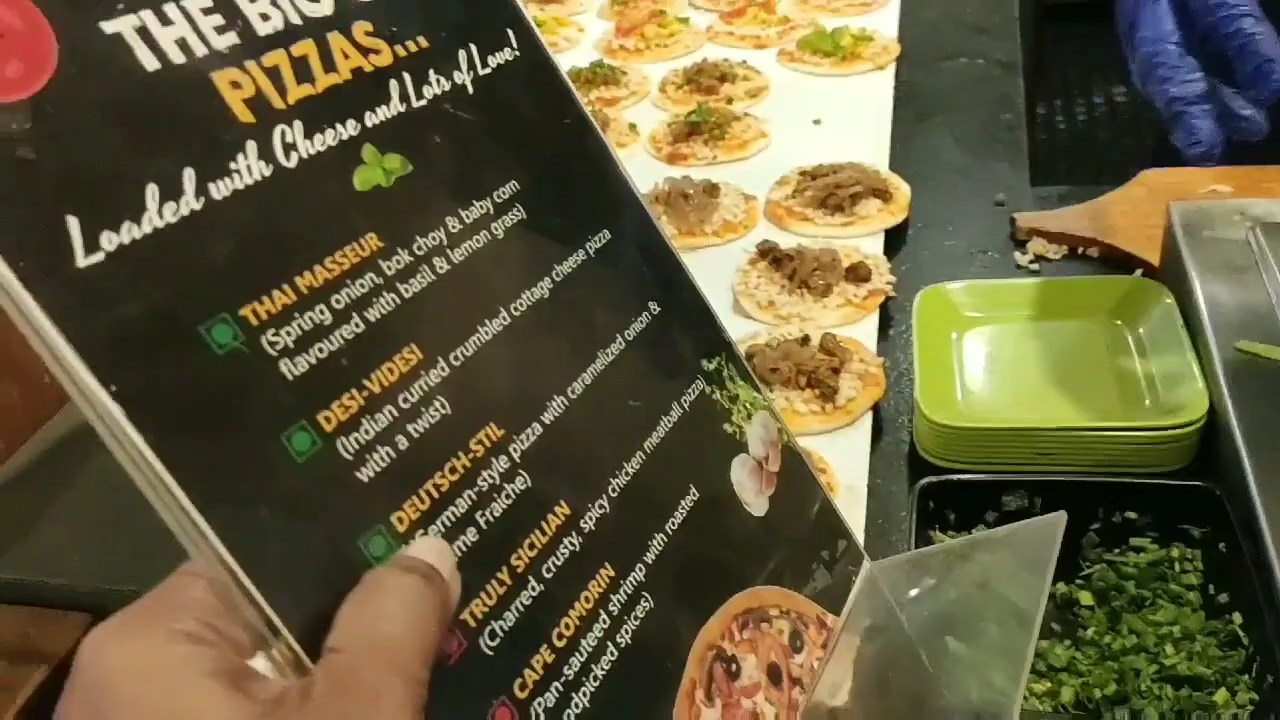 THE BIG
PIZZAS...
Loaded with Cheese and Lots of Love!
THAI MASSEUR
(Spring onion, bok choy & baby corn
flavoured with basil & lemon grass)
DESI-VIDESI
(Indian curried crumbled cottage cheese pizza
with a twist)
DEUTSCH-STIL
German-style pizza with caramelized onion &
me Fraiche)
TRULY SICILIAN
(Charred, crusty, spicy chicken meatball pizza)
CAPE COMORIN
(Pan-sauteed shrimp with roasted
odpicked spices)